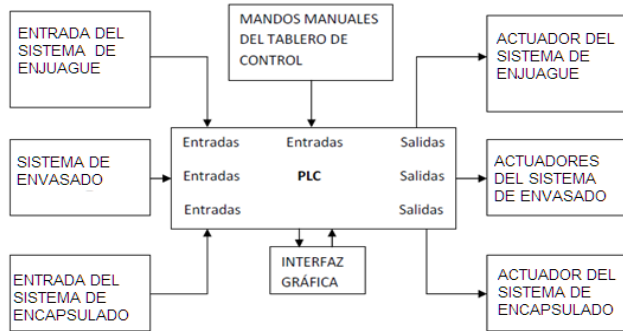 ENTRADA DEL
SISTEMA DE
ENJUAGUE
MANDOS MANUALES
DEL TABLERO DE
CONTROL
ACTUADOR DEL
SISTEMA DE
ENJUAGUE
SISTEMA DE
ENVASADO
Entradas Entradas Salidas
Entradas PLC Salidas
Entradas Salidas
ACTUADORES
DEL SISTEMA
DE ENVASADO
ENTRADA DEL
SISTEMA DE
ENCAPSULADO
INTERFAZ
GRÁFICA
ACTUADOR DEL
SISTEMA DE
ENCAPSULADO